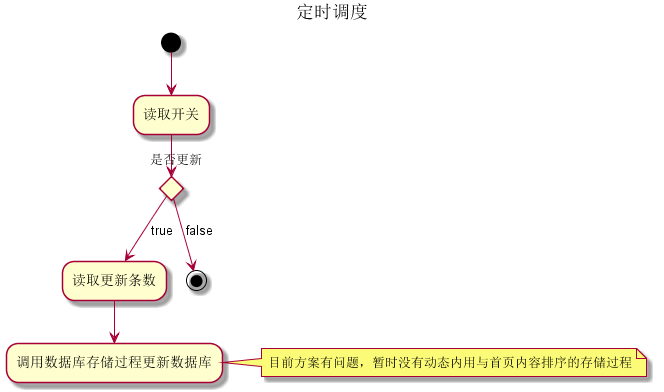 定时调度
读取开关
是否更新
true
false
读取更新条数
调用数据库存储过程更新数据库
目前方案有问题，暂时没有动态内用与首页内容排序的存储过程